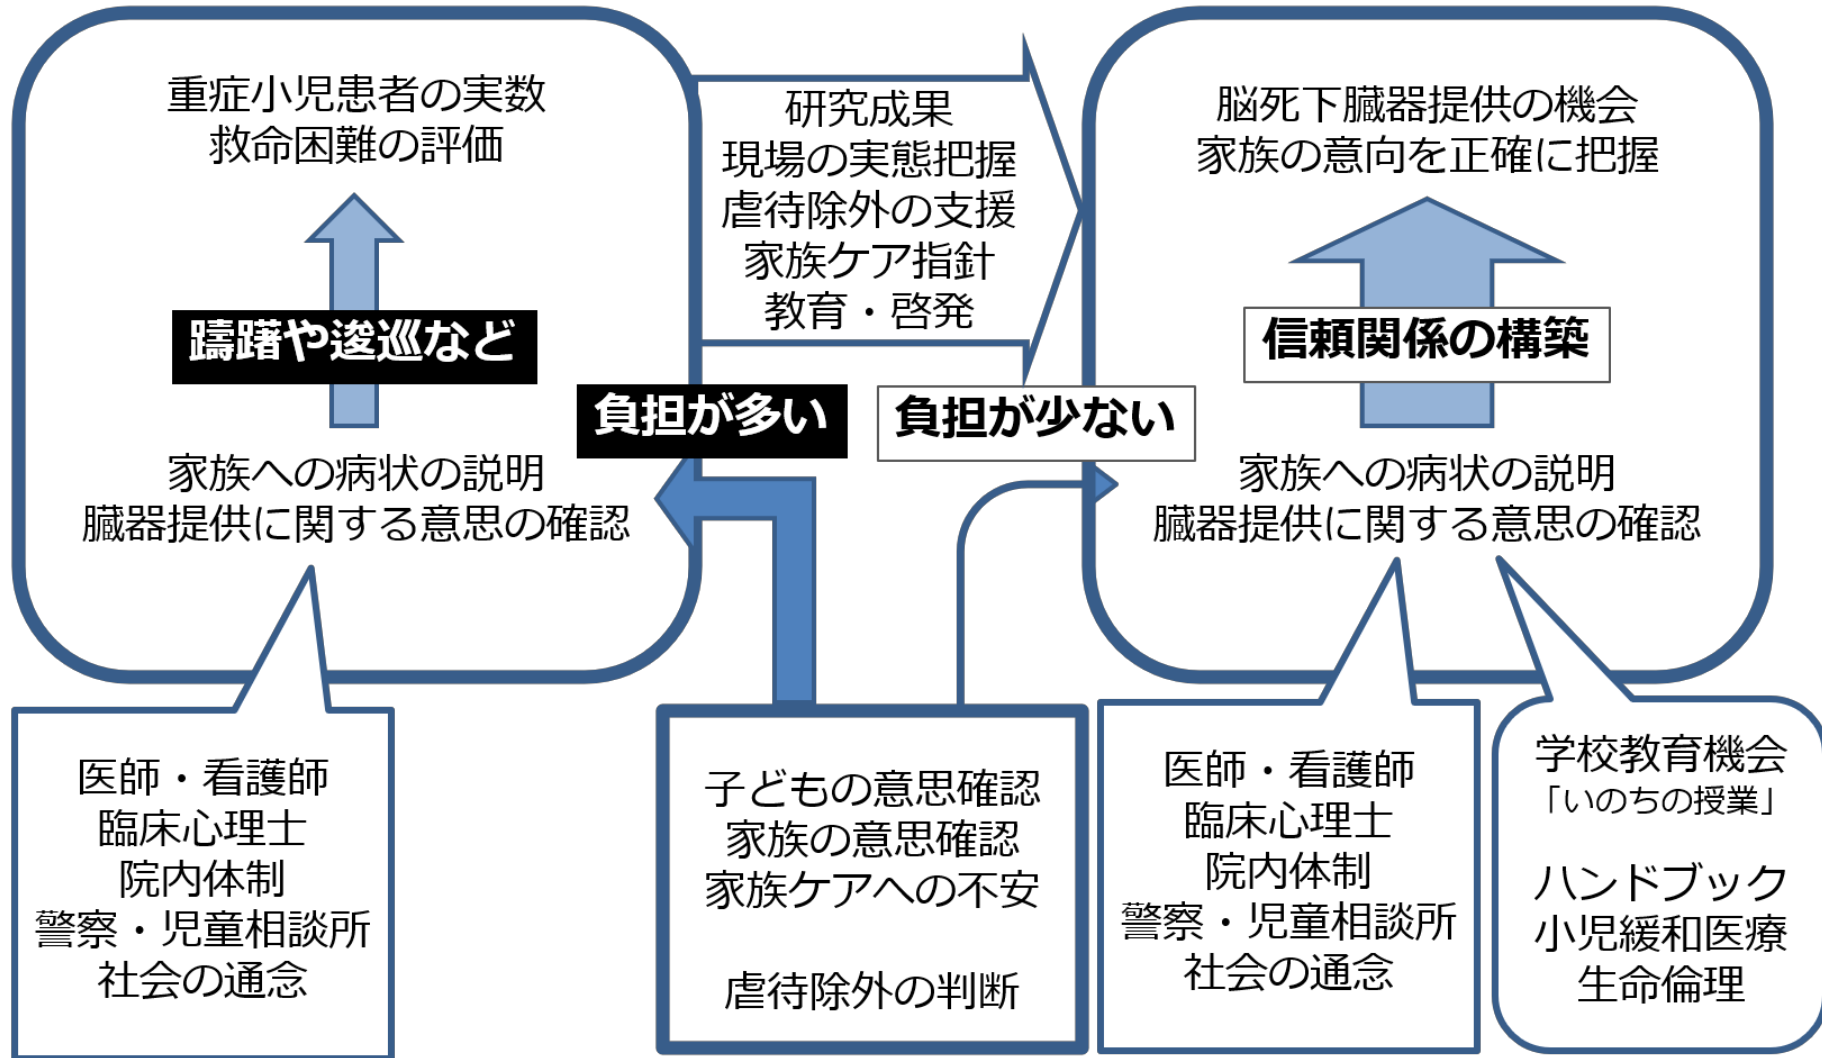 重症小児患者の実数
救命困難の評価
躊躇や逡巡など
家族への病状の説明
臓器提供に関する意思の確認
研究成果
現場の実態把握
虐待除外の支援
家族ケア指針
教育・啓発
負担が多い
負担が少ない
脳死下臓器提供の機会
家族の意向を正確に把握
信頼関係の構築
家族への病状の説明
臓器提供に関する意思の確認
医師・看護師
臨床心理士
院内体制
警察・児童相談所
社会の通念
子どもの意思確認
家族の意思確認
家族ケアへの不安
虐待除外の判断
医師・看護師
臨床心理士
院内体制
警察・児童相談所
社会の通念
学校教育機会
「いのちの授業」
ハンドブック
小児緩和医療
生命倫理